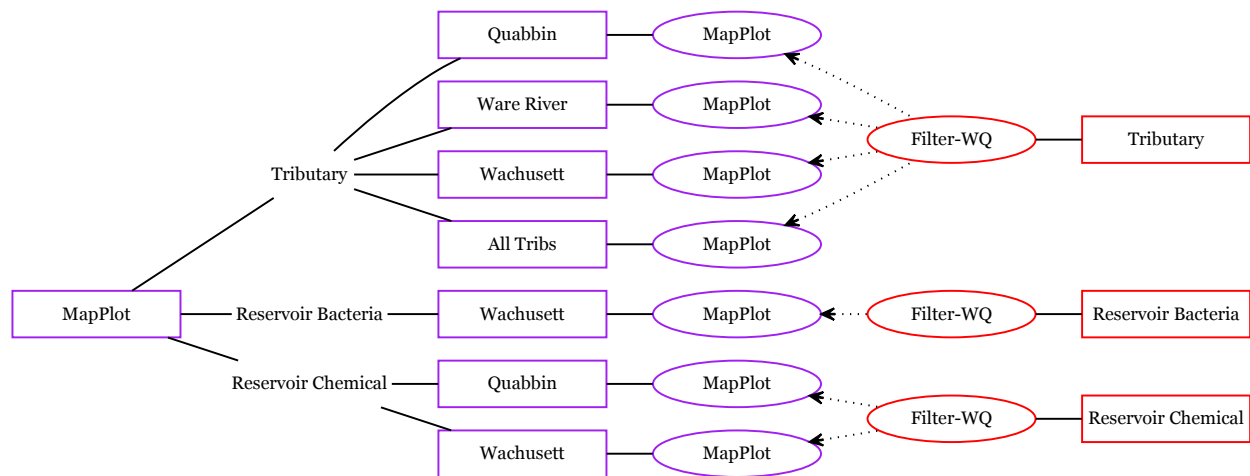 Quabbin
MapPlot
Ware River
MapPlot
Filter-WQ
Tributary
Tributary
Wachusett
MapPlot
All Tribs
MapPlot
MapPlot
Reservoir Bacteria
Wachusett
MapPlot
Filter-WQ
Reservoir Bacteria
Reservoir Chemical
Quabbin
MapPlot
Filter-WQ
Reservoir Chemical
Wachusett
MapPlot